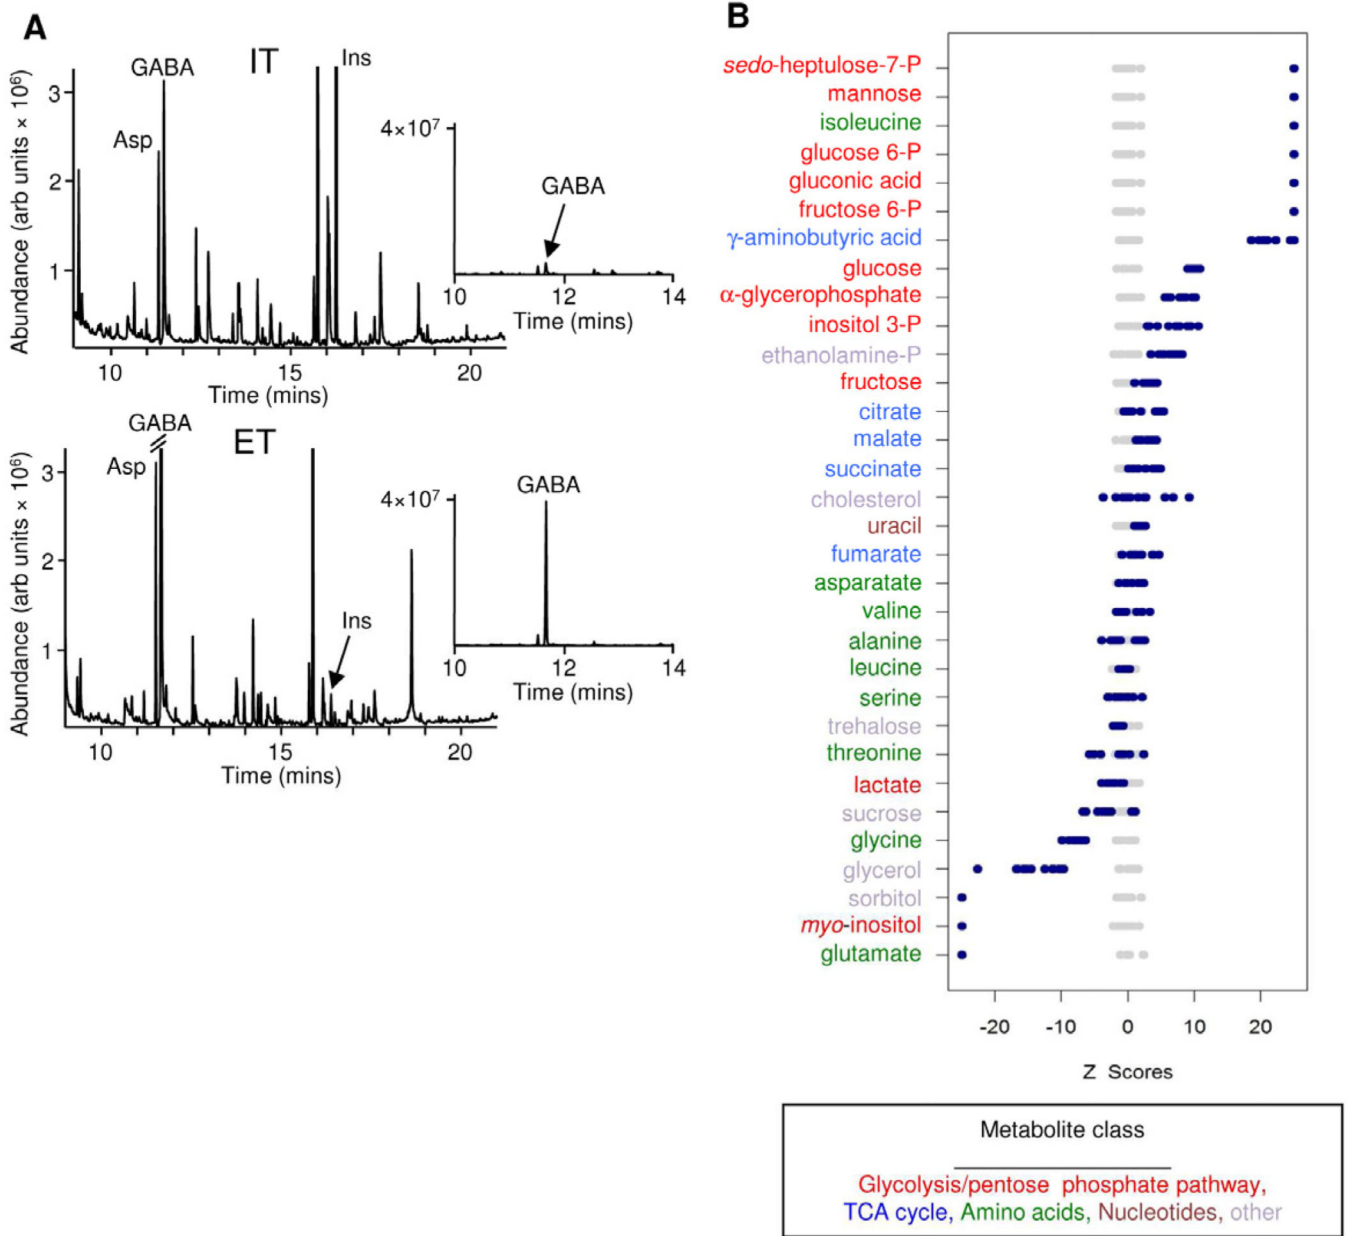 A
IT
GABA
Ins
Asp
Abundance (arb units × 10⁶)
3
2
1
10
15
20
Time (mins)
4×10⁷
GABA
10
12
14
Time (mins)
ET
GABA
Asp
Ins
Abundance (arb units × 10⁶)
3
2
1
10
15
20
Time (mins)
4×10⁷
GABA
10
12
14
Time (mins)
B
sedo-heptulose-7-P
mannose
isoleucine
glucose 6-P
gluconic acid
fructose 6-P
γ-aminobutyric acid
glucose
α-glycerophosphate
inositol 3-P
ethanolamine-P
fructose
citrate
malate
succinate
cholesterol
uracil
fumarate
asparatate
valine
alanine
leucine
serine
trehalose
threonine
lactate
sucrose
glycine
glycerol
sorbitol
myo-inositol
glutamate
-20 -10 0 10 20
Z Scores
Metabolite class
Glycolysis/pentose phosphate pathway,
TCA cycle, Amino acids, Nucleotides, other